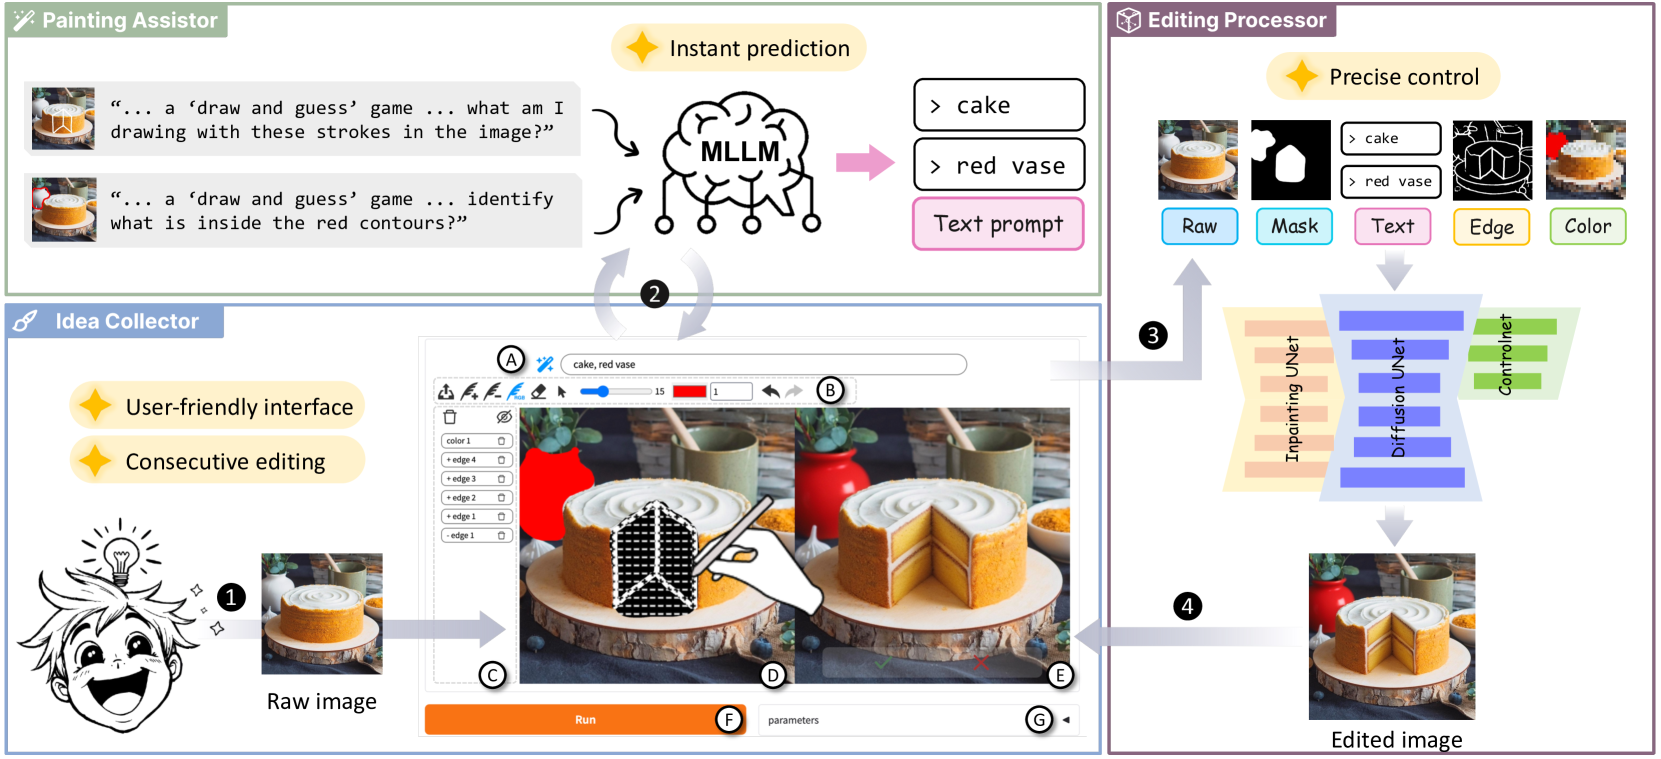 Painting Assistor
Instant prediction
“... a ‘draw and guess’ game ... what am I
drawing with these strokes in the image?”
“... a ‘draw and guess’ game ... identify
what is inside the red contours?”
MLLM
> cake
> red vase
Text prompt
2
Idea Collector
User-friendly interface
Consecutive editing
1
Raw image
A
cake, red vase
15
1
B
RGB
color 1
+ edge 4
+ edge 3
+ edge 2
+ edge 1
- edge 1
C
D
E
Run
F
parameters
G
Editing Processor
Precise control
> cake
> red vase
Raw
Mask
Text
Edge
Color
3
Inpainting UNet
Diffusion UNet
Controlnet
4
Edited image